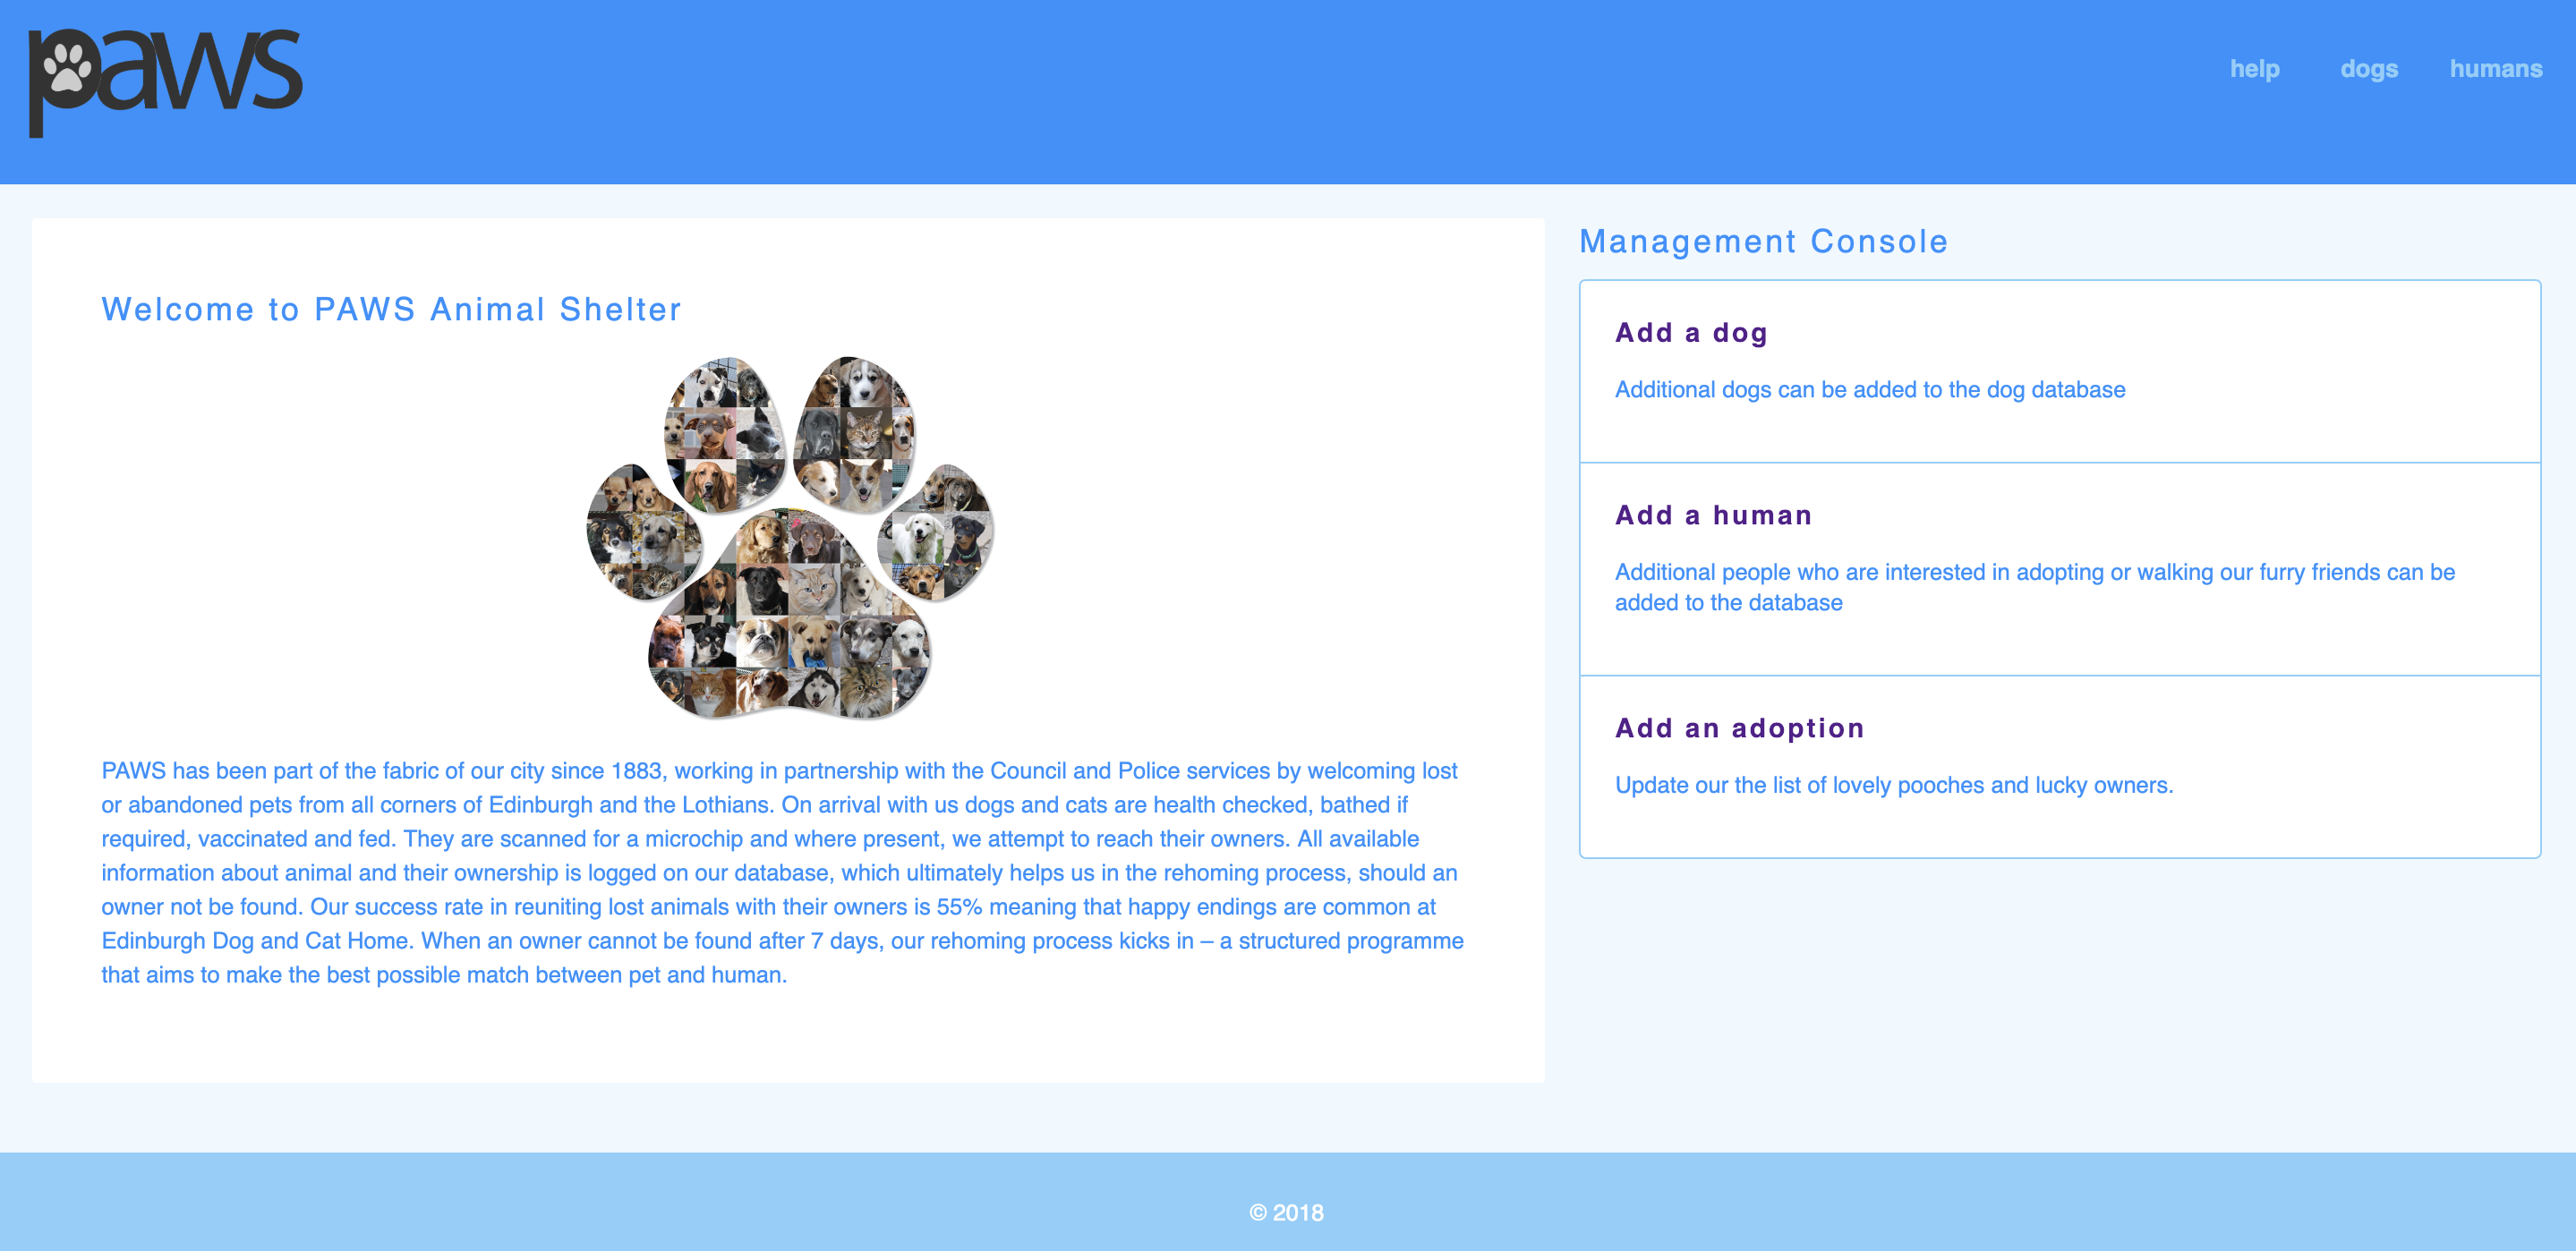 paws
help dogs humans
Welcome to PAWS Animal Shelter
PAWS has been part of the fabric of our city since 1883, working in partnership with the Council and Police services by welcoming lost
or abandoned pets from all corners of Edinburgh and the Lothians. On arrival with us dogs and cats are health checked, bathed if
required, vaccinated and fed. They are scanned for a microchip and where present, we attempt to reach their owners. All available
information about animal and their ownership is logged on our database, which ultimately helps us in the rehoming process, should an
owner not be found. Our success rate in reuniting lost animals with their owners is 55% meaning that happy endings are common at
Edinburgh Dog and Cat Home. When an owner cannot be found after 7 days, our rehoming process kicks in – a structured programme
that aims to make the best possible match between pet and human.
Management Console
Add a dog
Additional dogs can be added to the dog database
Add a human
Additional people who are interested in adopting or walking our furry friends can be
added to the database
Add an adoption
Update our the list of lovely pooches and lucky owners.
© 2018